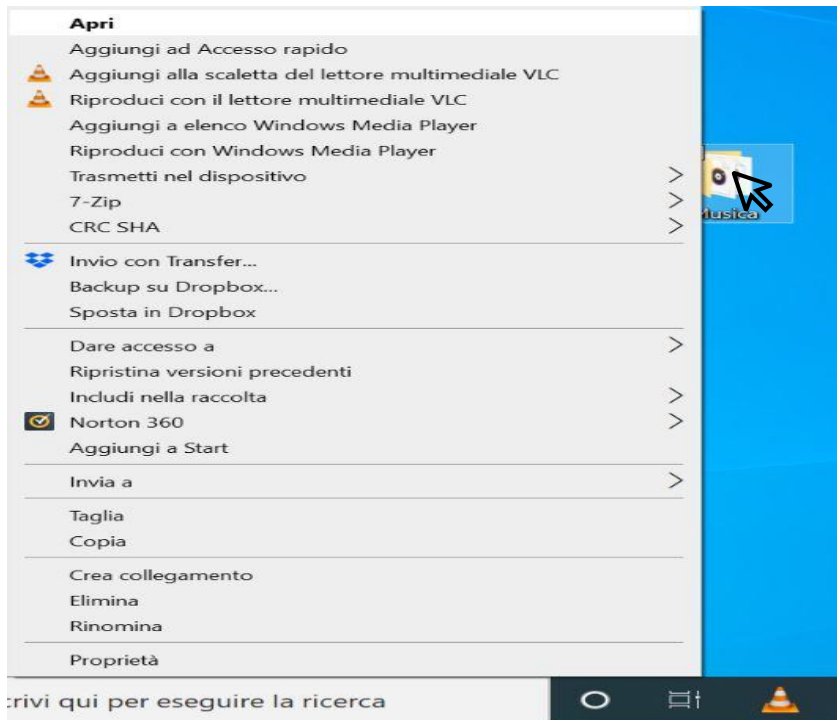 Apri
Aggiungi ad Accesso rapido
Aggiungi alla scaletta del lettore multimediale VLC
Riproduci con il lettore multimediale VLC
Aggiungi a elenco Windows Media Player
Riproduci con Windows Media Player
Trasmetti nel dispositivo
7-Zip
CRC SHA
Musica
Invio con Transfer...
Backup su Dropbox...
Sposta in Dropbox
Dare accesso a
Ripristina versioni precedenti
Includi nella raccolta
Norton 360
Aggiungi a Start
Invia a
Taglia
Copia
Crea collegamento
Elimina
Rinomina
Proprietà
crivi qui per eseguire la ricerca